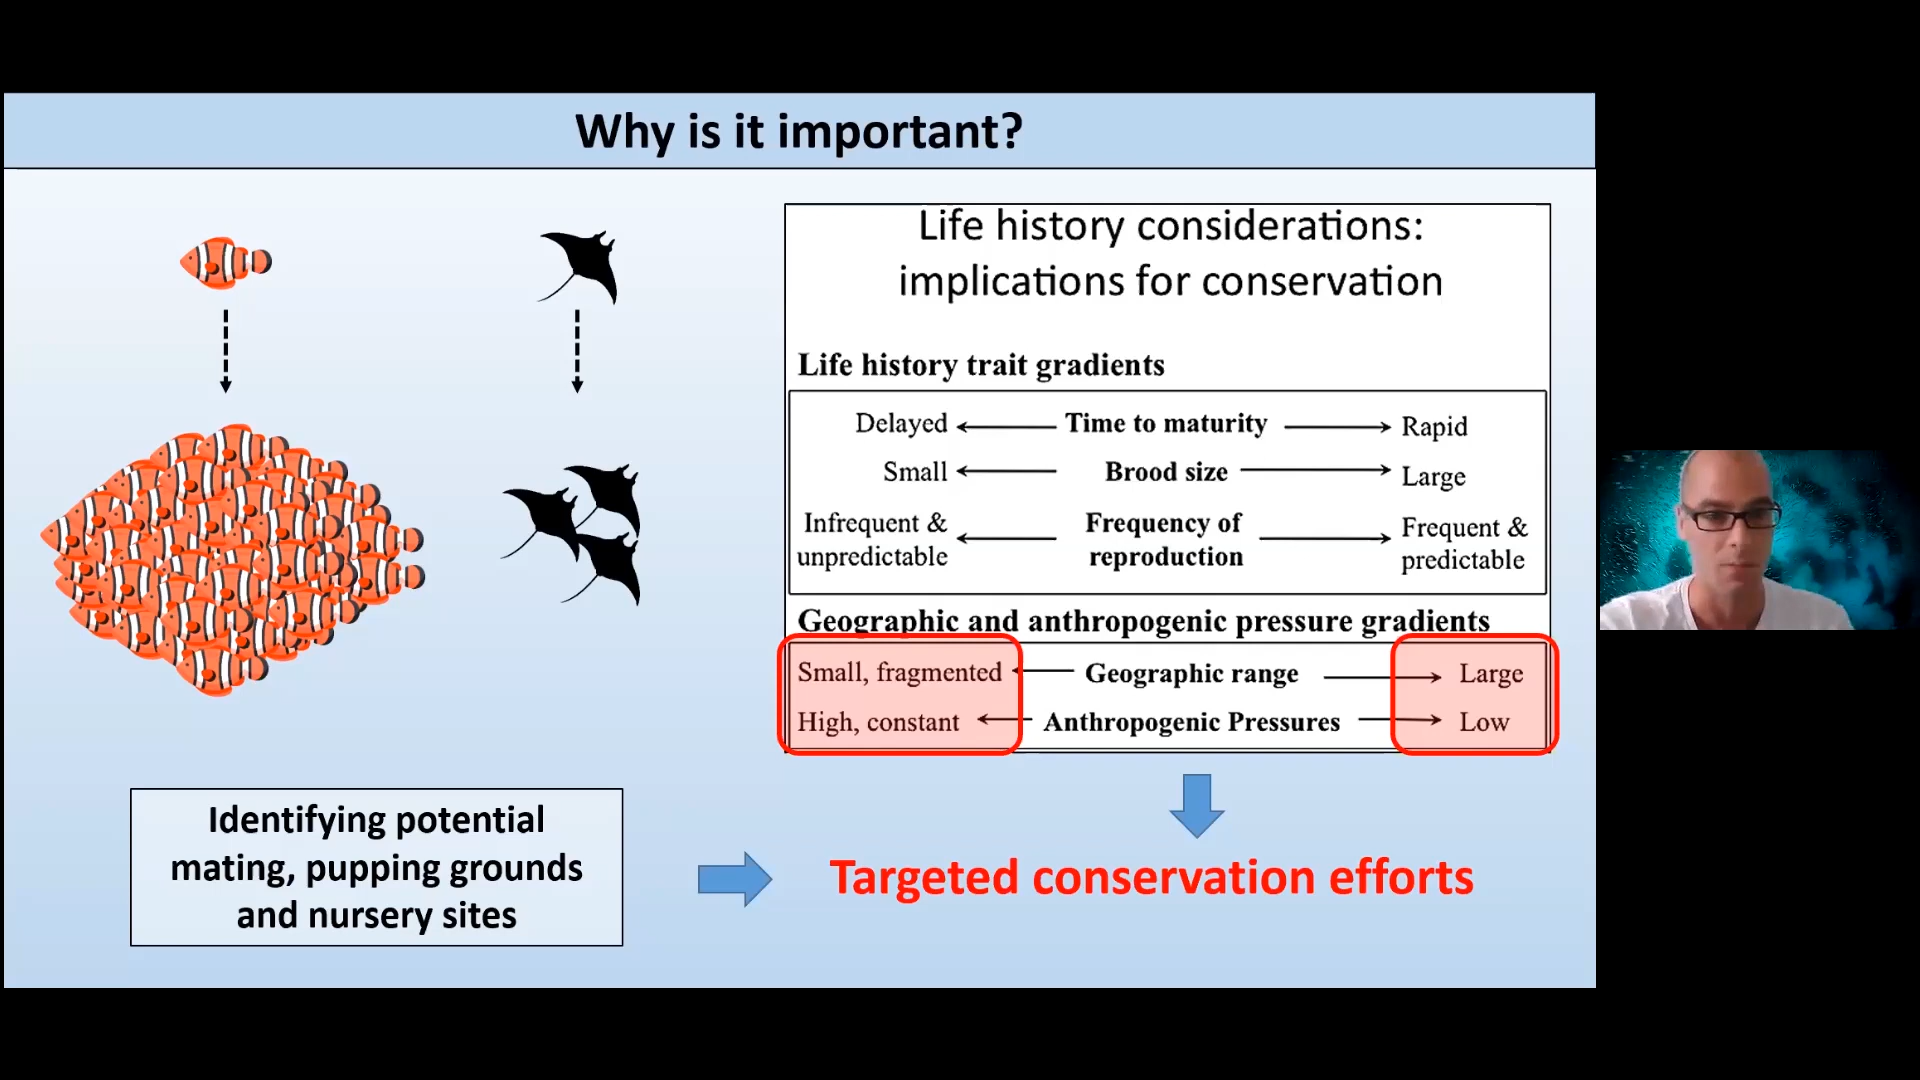 Why is it important?
Life history considerations:
implications for conservation
Life history trait gradients
Delayed Time to maturity Rapid
Small Brood size Large
Infrequent & Frequency of Frequent &
unpredictable reproduction predictable
Geographic and anthropogenic pressure gradients
Small, fragmented Geographic range Large
High, constant Anthropogenic Pressures Low
Identifying potential
mating, pupping grounds
and nursery sites
Targeted conservation efforts